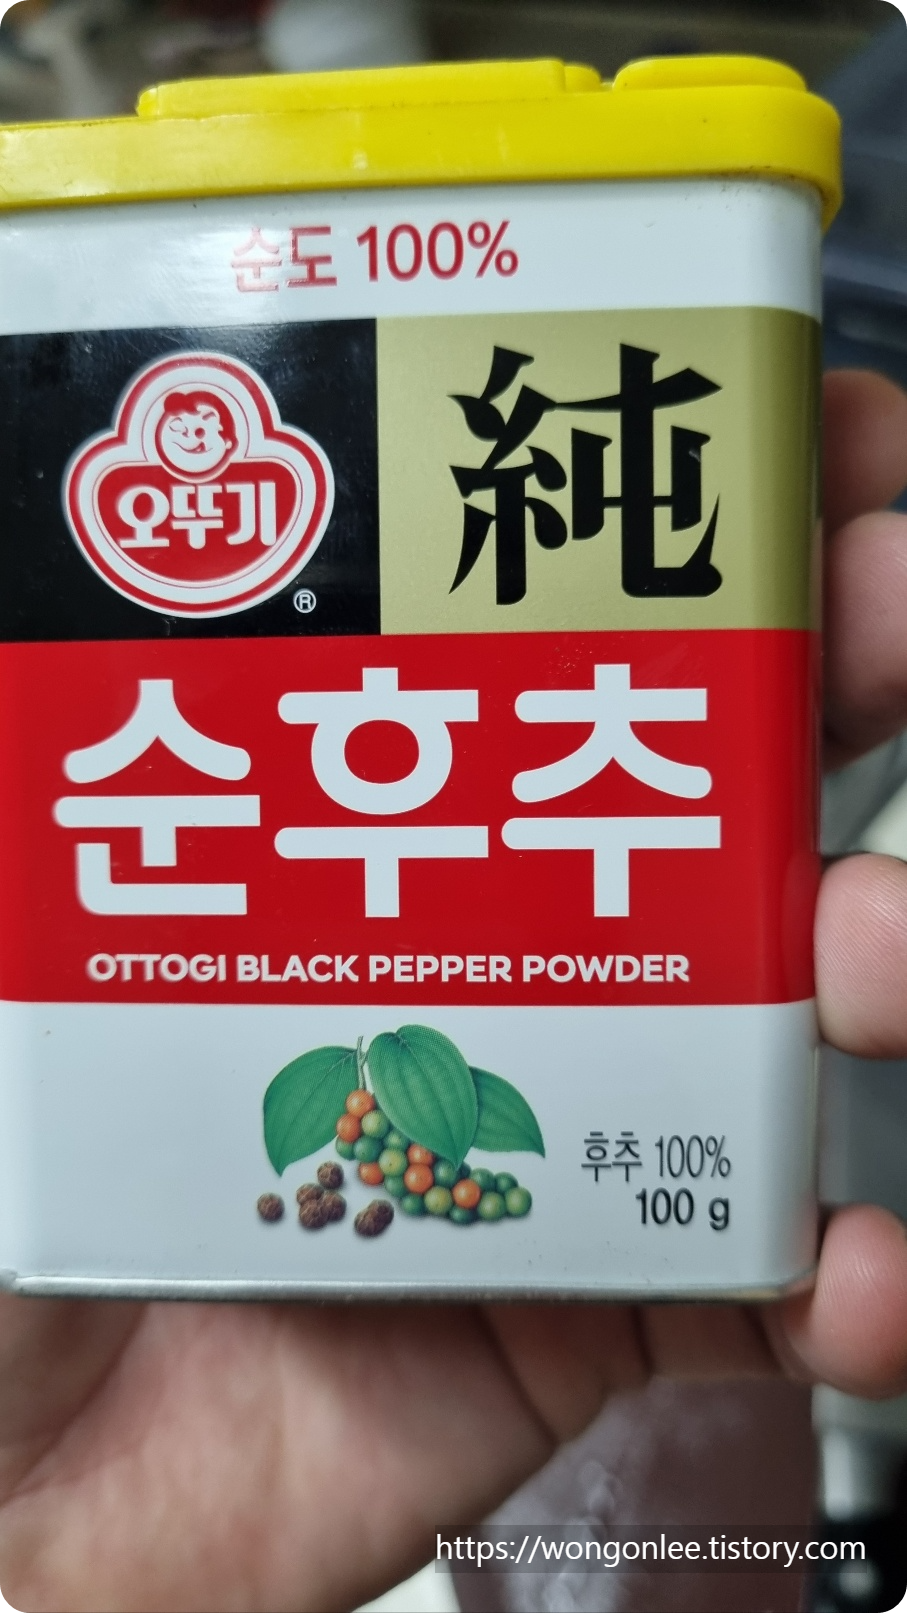 순도 100%
오뚜기
®
純
순후추
OTTOGI BLACK PEPPER POWDER
후추 100%
100 g
https://wongonlee.tistory.com